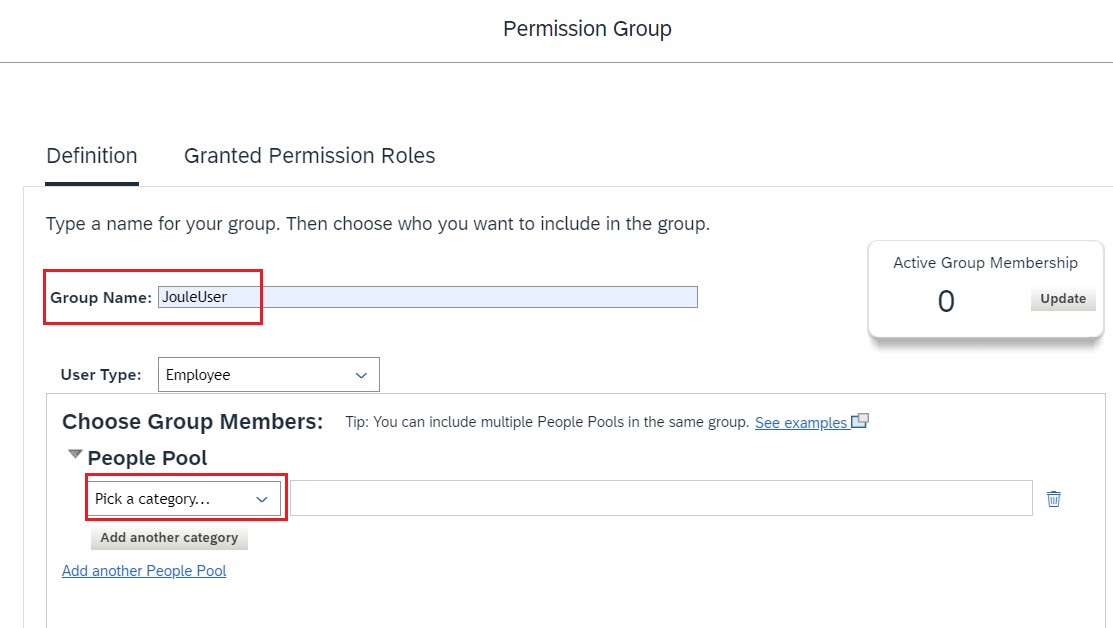 Permission Group
Definition Granted Permission Roles
Type a name for your group. Then choose who you want to include in the group.
Active Group Membership
0 Update
Group Name: JouleUser
User Type: Employee
Choose Group Members: Tip: You can include multiple People Pools in the same group. See examples
People Pool
Pick a category...
Add another category
Add another People Pool